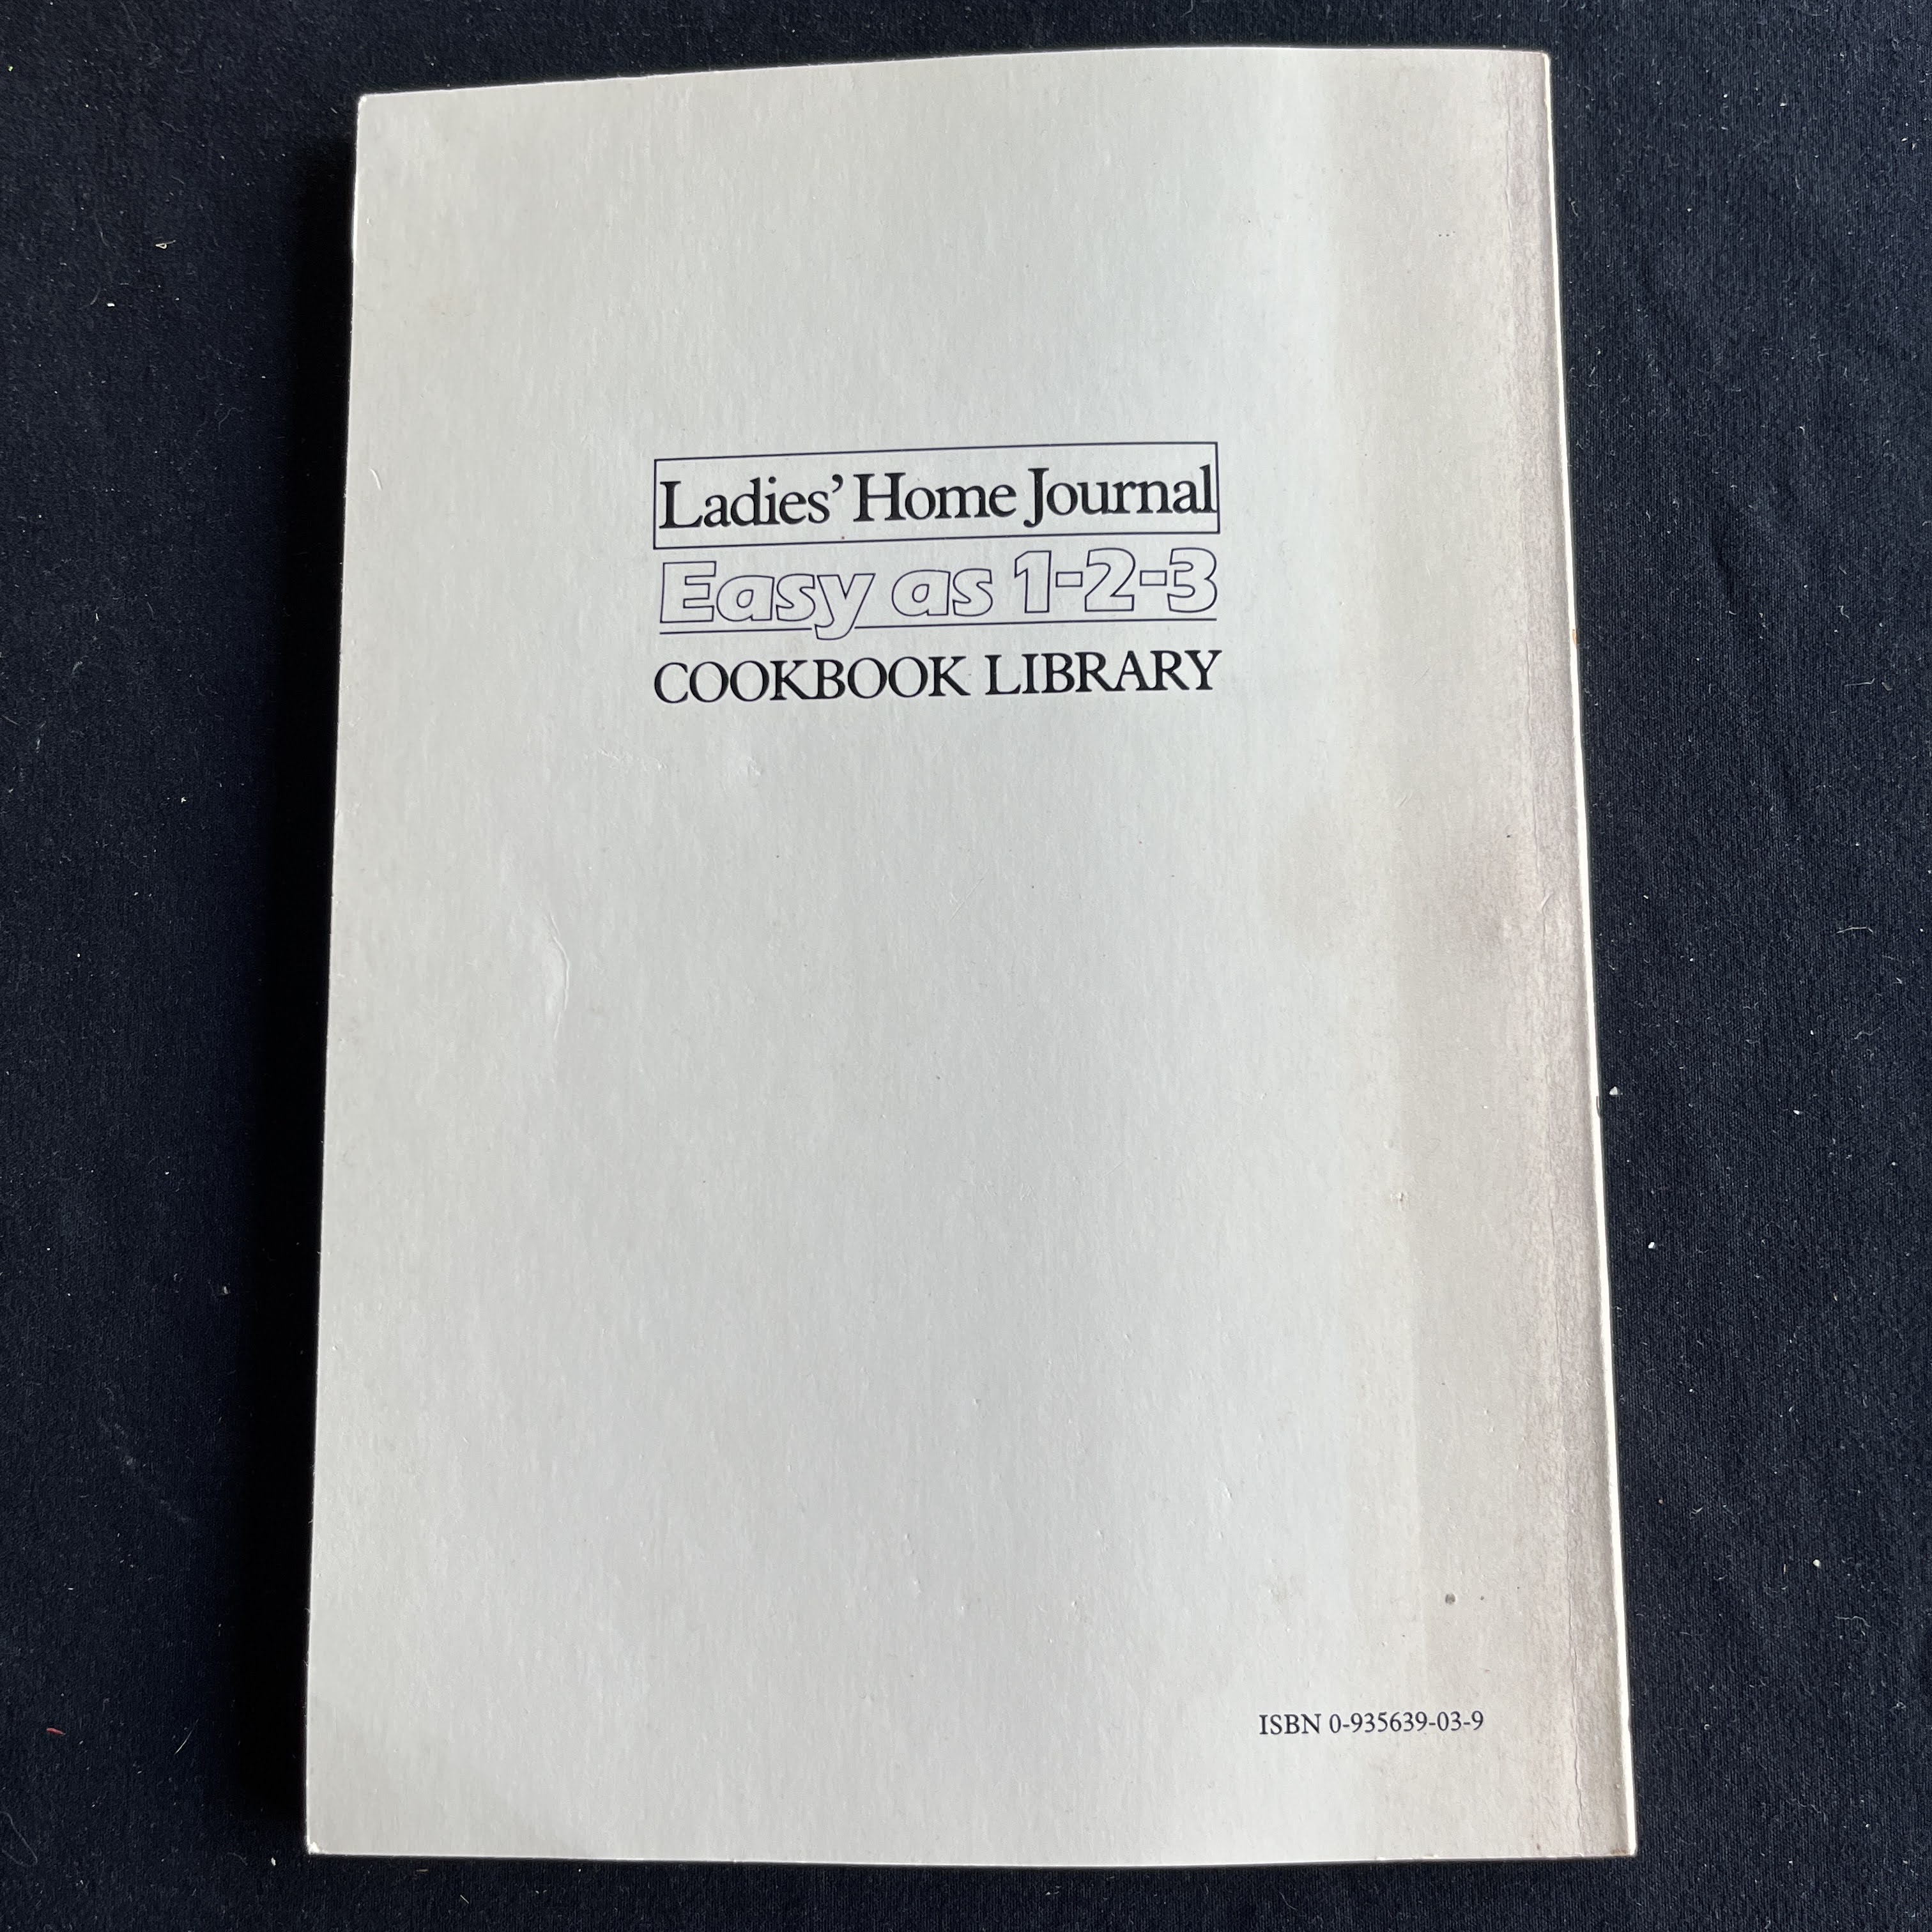 Ladies’ Home Journal
Easy as 1-2-3
COOKBOOK LIBRARY
ISBN 0-935639-03-9